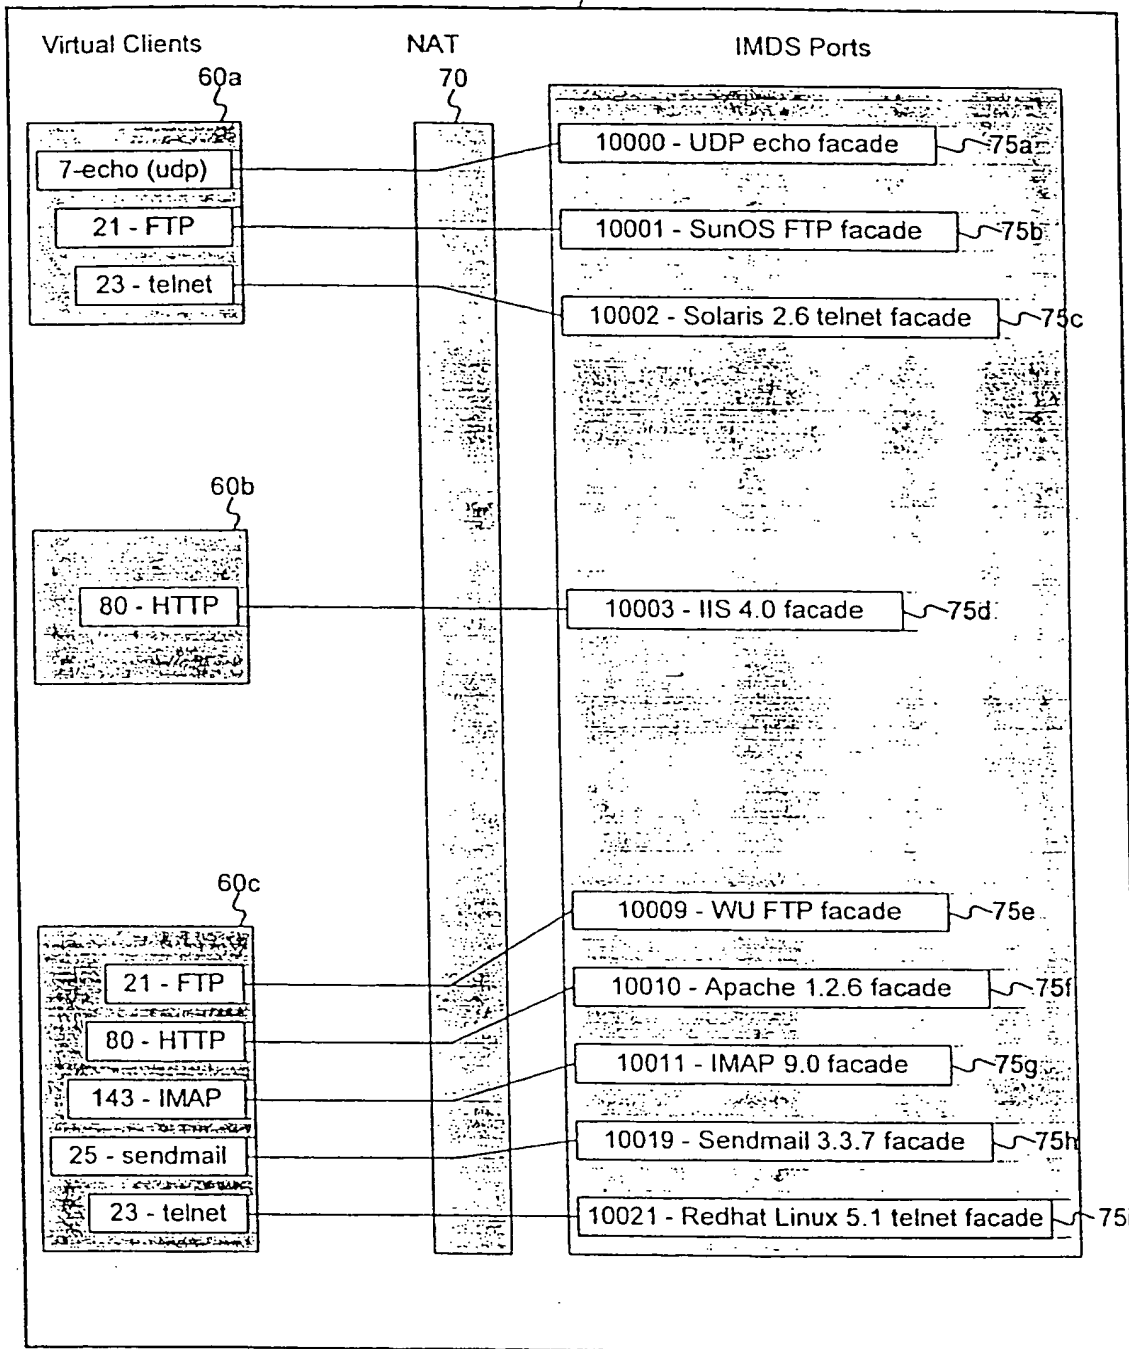 Virtual Clients NAT IMDS Ports
60a 70
7-echo (udp) 10000 - UDP echo facade 75a
21 - FTP 10001 - SunOS FTP facade 75b
23 - telnet 10002 - Solaris 2.6 telnet facade 75c
60b
80 - HTTP 10003 - IIS 4.0 facade 75d
60c
10009 - WU FTP facade 75e
21 - FTP
10010 - Apache 1.2.6 facade 75f
80 - HTTP
10011 - IMAP 9.0 facade 75g
143 - IMAP
10019 - Sendmail 3.3.7 facade 75h
25 - sendmail
23 - telnet 10021 - Redhat Linux 5.1 telnet facade 75i